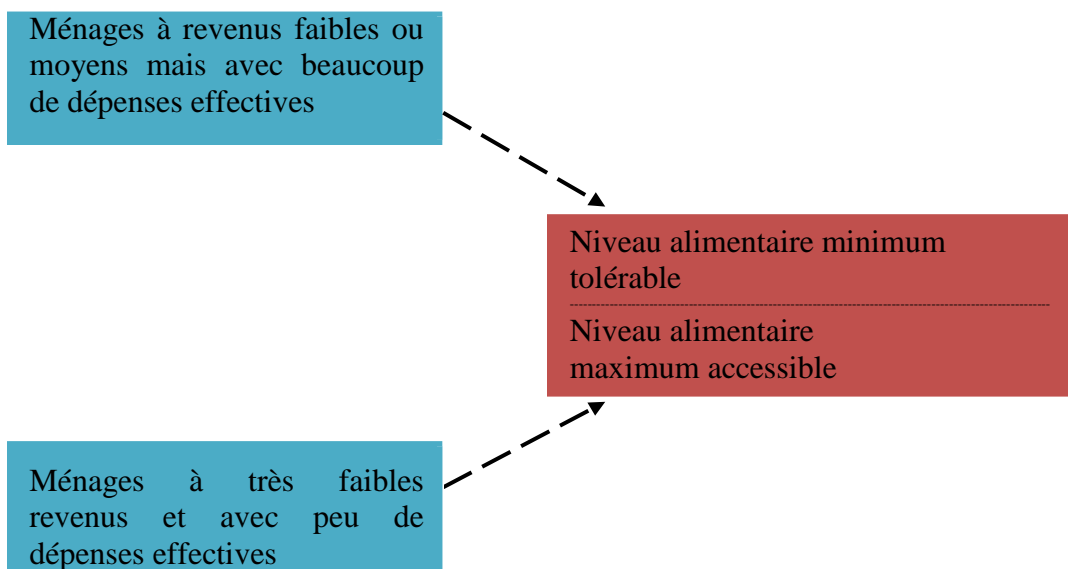 Ménages à revenus faibles ou
moyens mais avec beaucoup
de dépenses effectives
Niveau alimentaire minimum
tolérable
Niveau alimentaire
maximum accessible
Ménages à très faibles
revenus et avec peu de
dépenses effectives